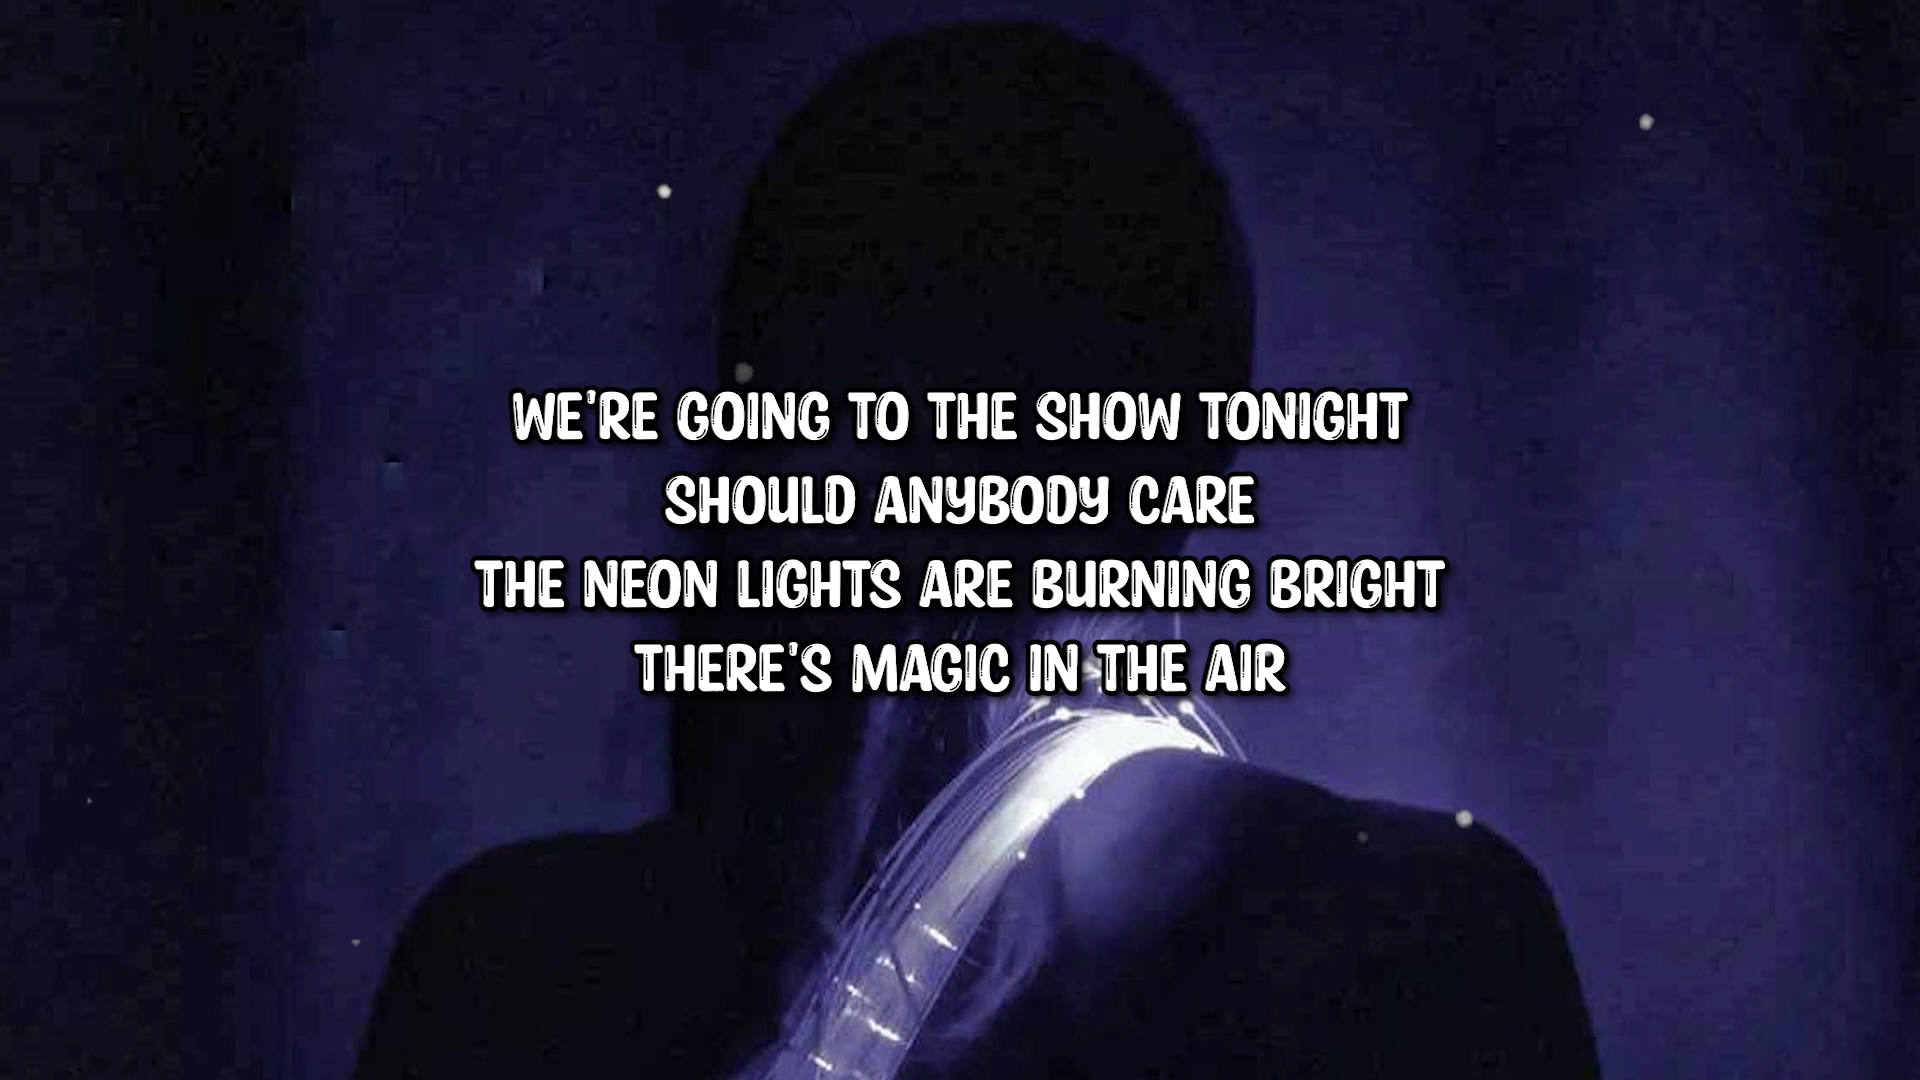 WE'RE GOING TO THE SHOW TONIGHT
SHOULD ANYBODY CARE
THE NEON LIGHTS ARE BURNING BRIGHT
THERE'S MAGIC IN THE AIR